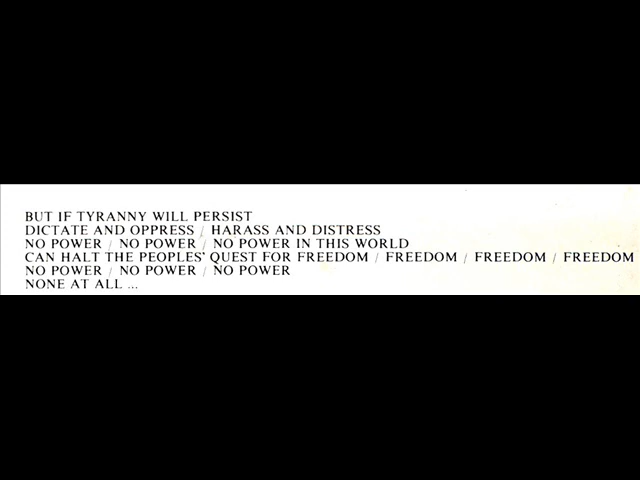 BUT IF TYRANNY WILL PERSIST
DICTATE AND OPPRESS / HARASS AND DISTRESS
NO POWER / NO POWER / NO POWER IN THIS WORLD
CAN HALT THE PEOPLES' QUEST FOR FREEDOM / FREEDOM / FREEDOM / FREEDOM
NO POWER / NO POWER / NO POWER
NONE AT ALL ...